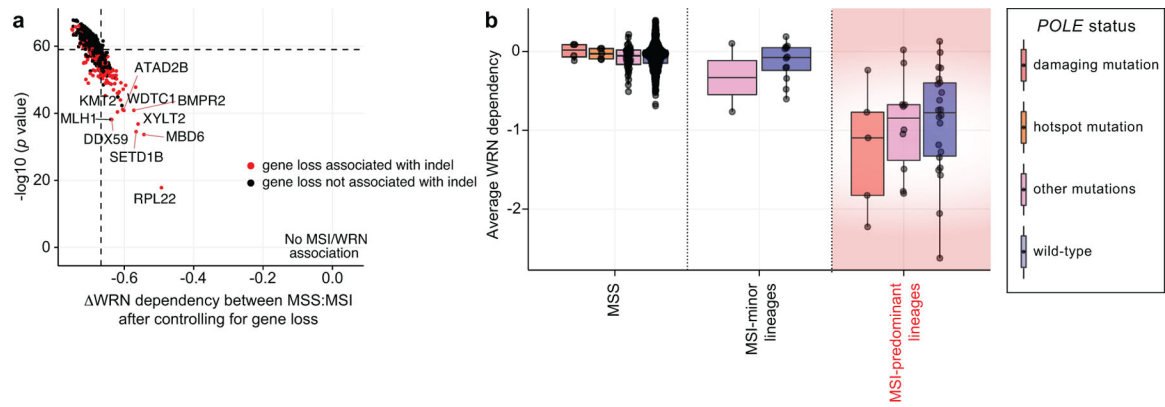 a
60
40
20
0
-log10 (p value)
ATAD2B
KMT2
WDTC1
BMPR2
MLH1
XYLT2
DDX59
MBD6
SETD1B
gene loss associated with indel
gene loss not associated with indel
RPL22
No MSI/WRN
association
-0.6
-0.4
-0.2
0.0
ΔWRN dependency between MSS:MSI
after controlling for gene loss
b
0
-1
-2
Average WRN dependency
MSS
MSI-minor
lineages
MSI-predominant
lineages
POLE status
damaging mutation
hotspot mutation
other mutations
wild-type